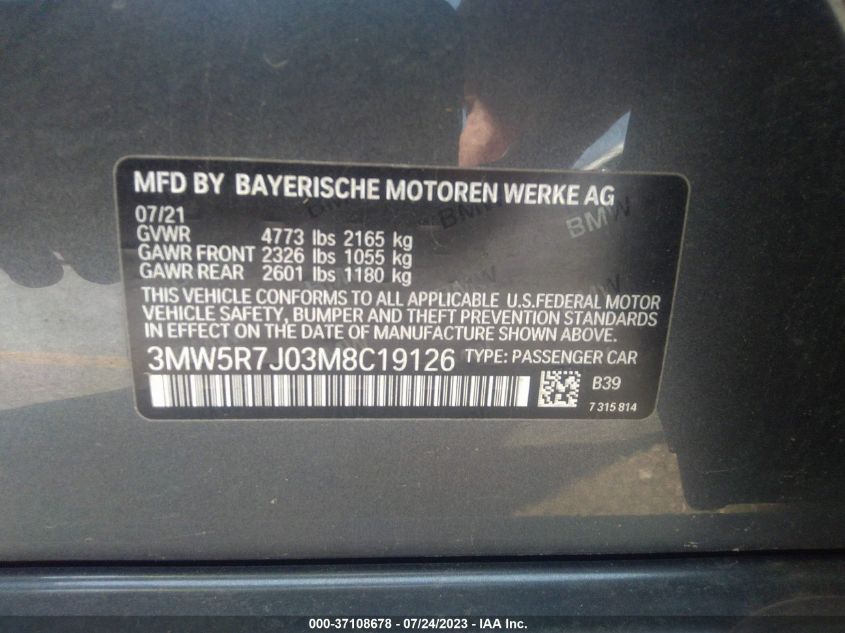 MFD BY BAYERISCHE MOTOREN WERKE AG
07/21
GVWR 4773 lbs 2165 kg
GAWR FRONT 2326 lbs 1055 kg
GAWR REAR 2601 lbs 1180 kg
THIS VEHICLE CONFORMS TO ALL APPLICABLE U.S.FEDERAL MOTOR
VEHICLE SAFETY, BUMPER AND THEFT PREVENTION STANDARDS
IN EFFECT ON THE DATE OF MANUFACTURE SHOWN ABOVE.
3MW5R7J03M8C19126 TYPE: PASSENGER CAR
B39
7 315 814
BMW
BMW
BMW
000-37108678 - 07/24/2023 - IAA Inc.